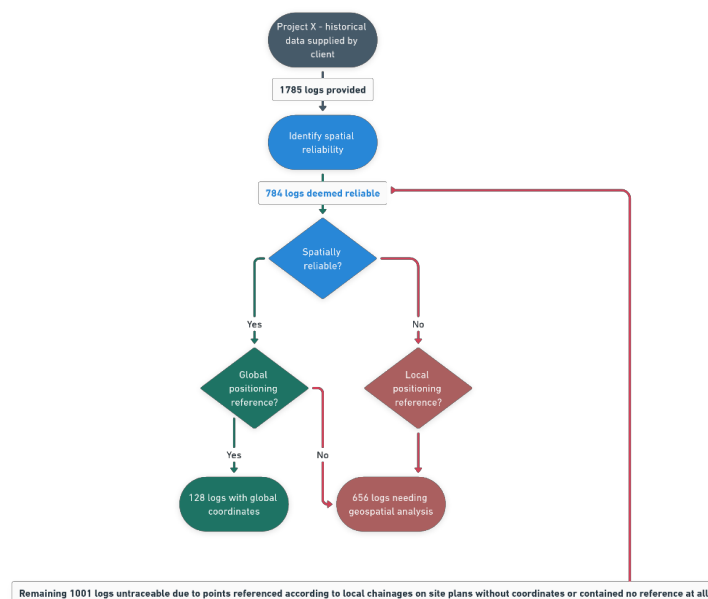 Project X - historical
data supplied by
client
1785 logs provided
Identify spatial
reliability
784 logs deemed reliable
Spatially
reliable?
Yes
No
Global
positioning
reference?
Local
positioning
reference?
Yes
No
128 logs with global
coordinates
656 logs needing
geospatial analysis
Remaining 1001 logs untraceable due to points referenced according to local chainages on site plans without coordinates or contained no reference at all